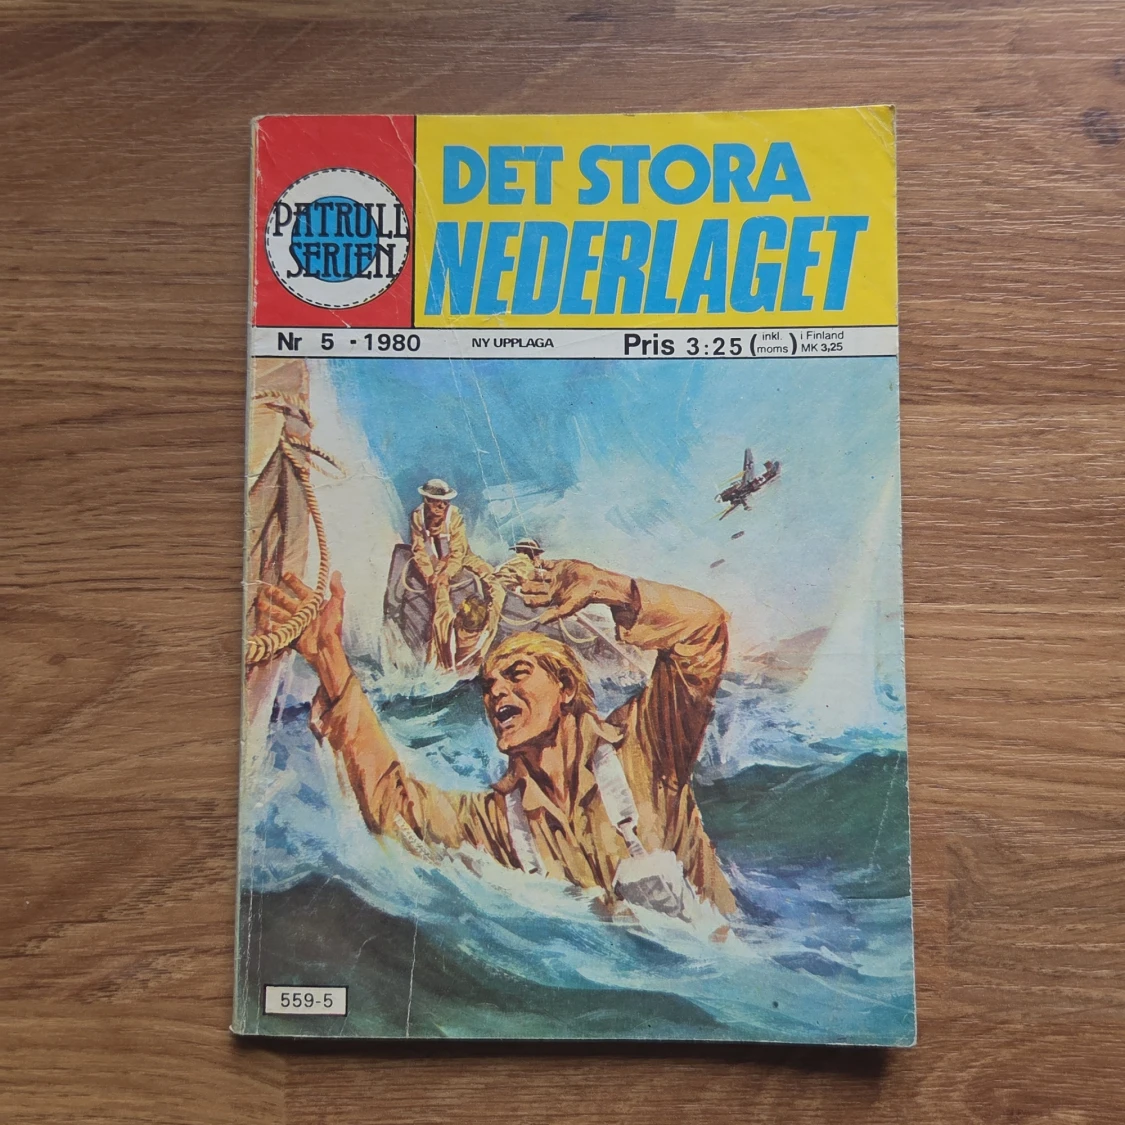 PATRULL
SERIEN
DET STORA
NEDERLAGET
Nr 5 - 1980
NY UPPLAGA
Pris 3:25 (inkl. moms) i Finland MK 3,25
559-5